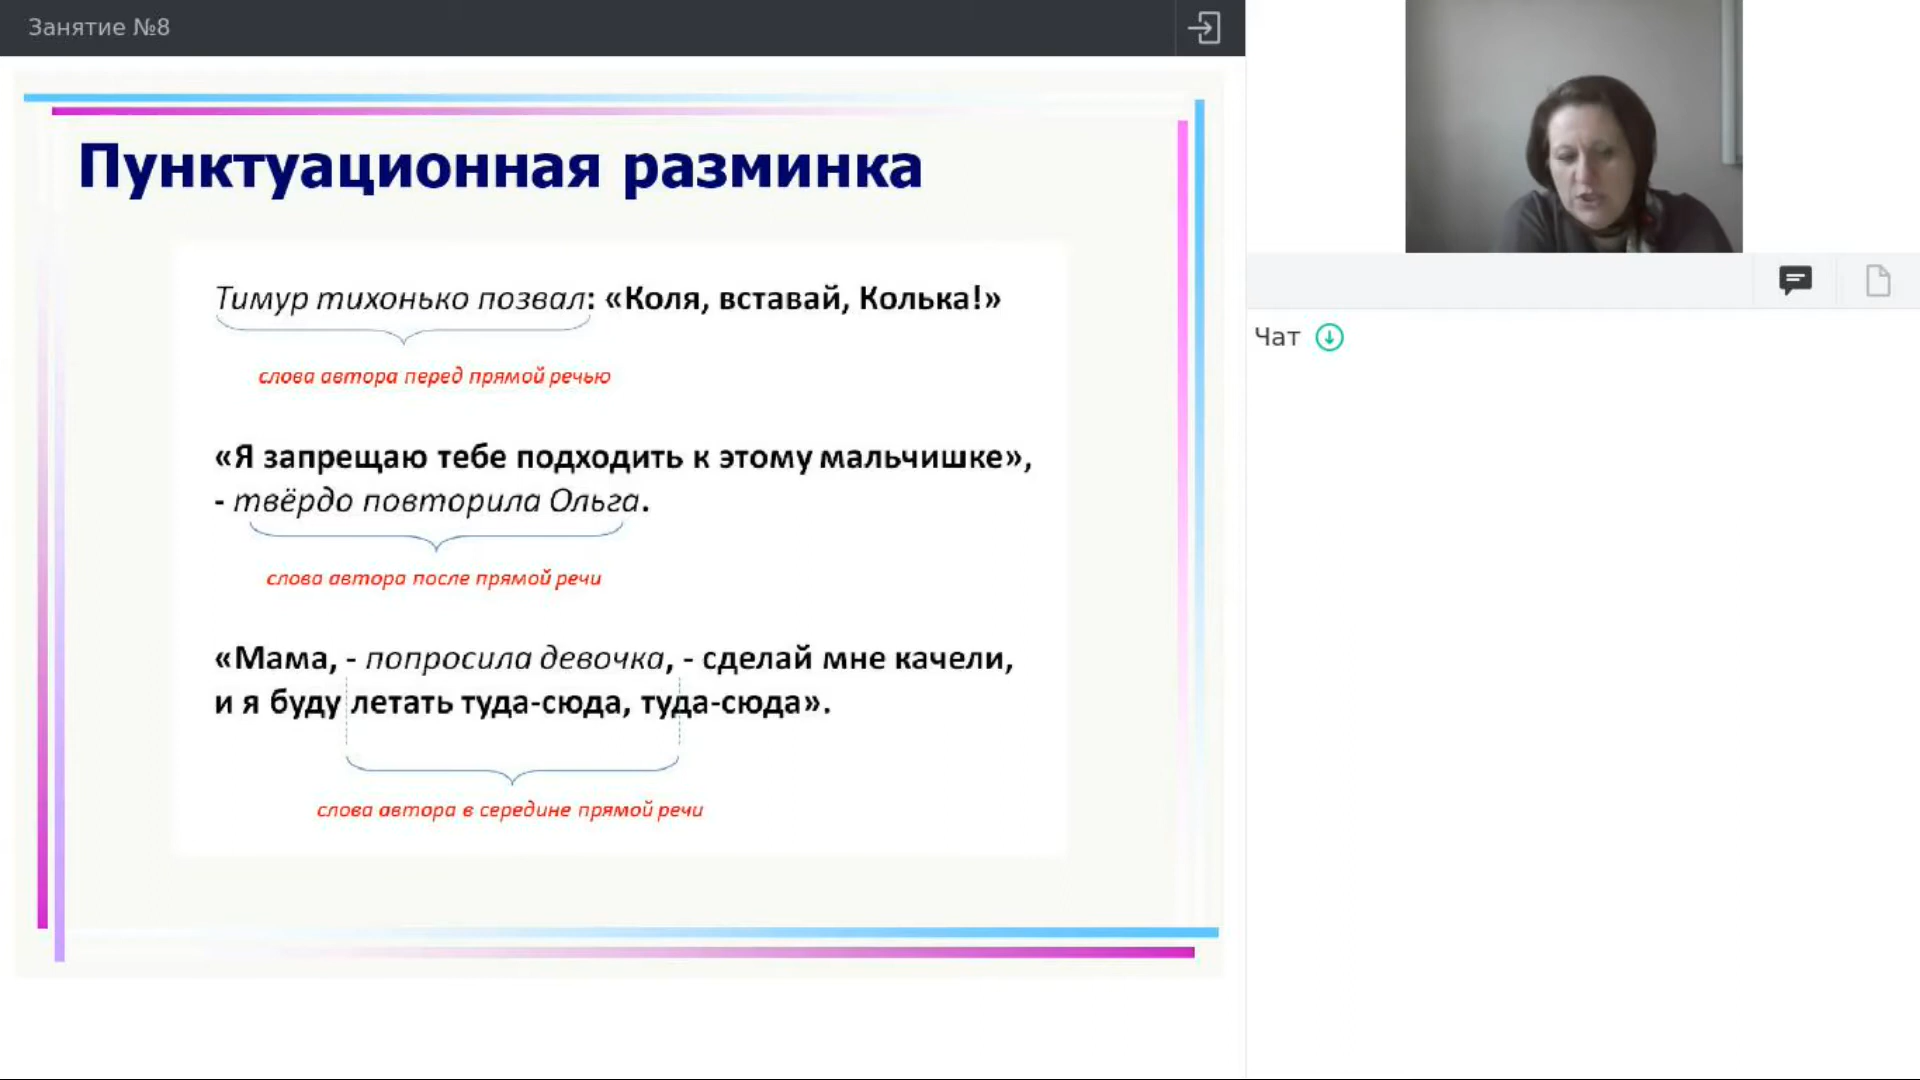 Занятие №8
Пунктуационная разминка
Тимур тихонько позвал: «Коля, вставай, Колька!»
слова автора перед прямой речью
«Я запрещаю тебе подходить к этому мальчишке»,
- твёрдо повторила Ольга.
слова автора после прямой речи
«Мама, - попросила девочка, - сделай мне качели,
и я буду летать туда-сюда, туда-сюда».
слова автора в середине прямой речи
Чат